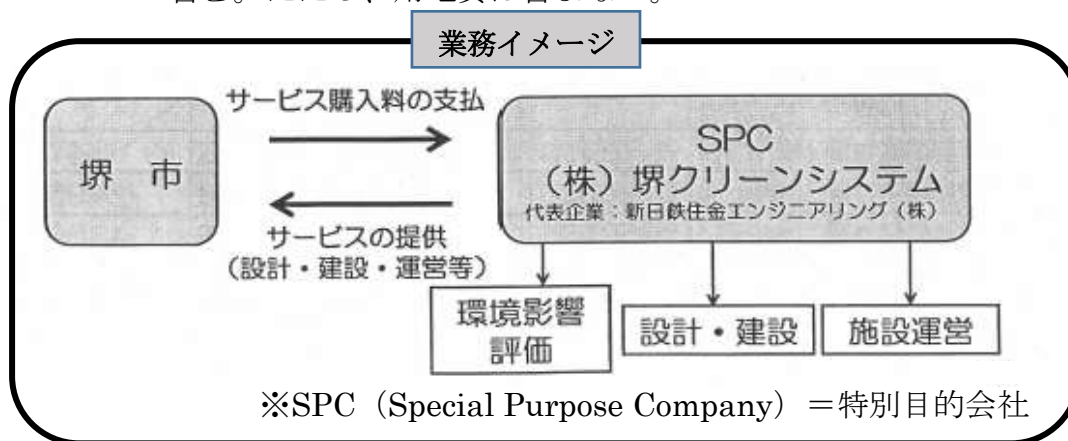 業務イメージ
サービス購入料の支払
堺 市
サービスの提供
（設計・建設・運営等）
SPC
（株）堺クリーンシステム
代表企業：新日鉄住金エンジニアリング（株）
環境影響
評価
設計・建設
施設運営
※SPC（Special Purpose Company）＝特別目的会社